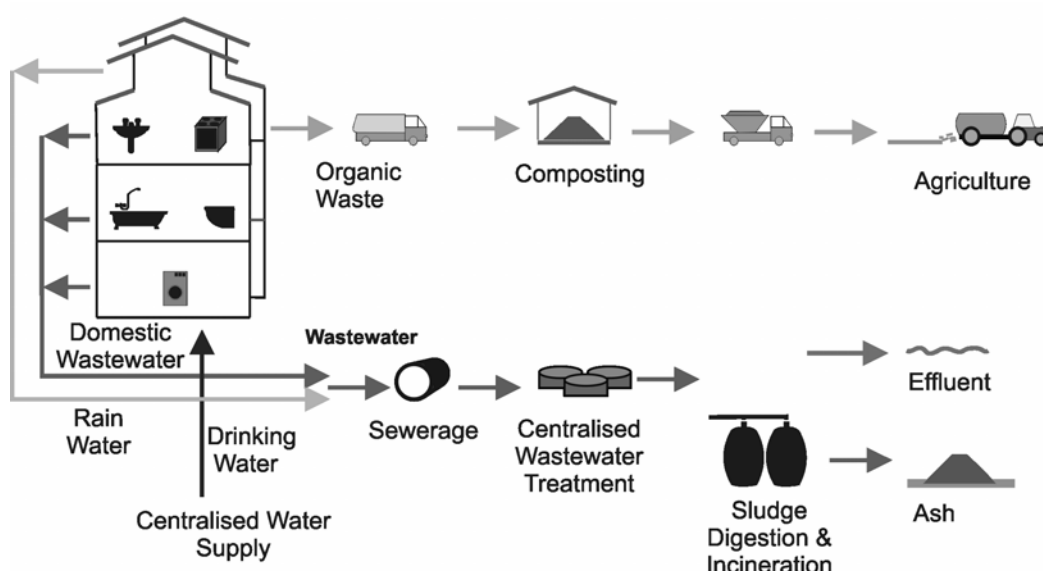 Organic
Waste
Composting
Agriculture
Domestic
Wastewater
Wastewater
Rain
Water
Drinking
Water
Sewerage
Centralised
Wastewater
Treatment
Effluent
Sludge
Digestion &
Incineration
Ash
Centralised Water
Supply